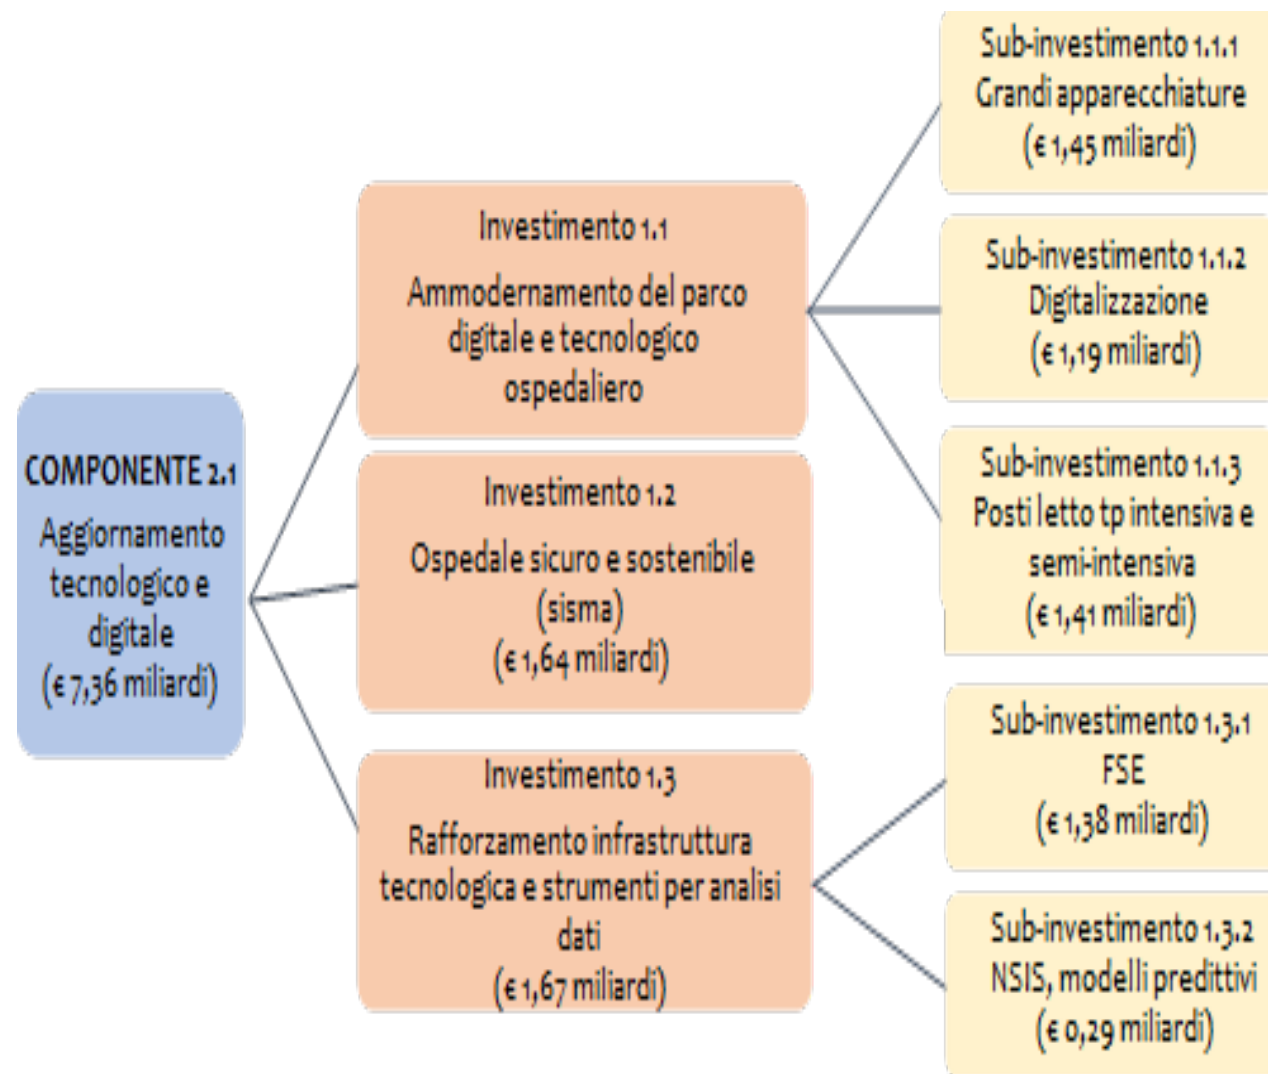 COMPONENTE 2.1
Aggiornamento
tecnologico e
digitale
(€ 7,36 miliardi)
Investimento 1.1
Ammodernamento del parco
digitale e tecnologico
ospedaliero
Investimento 1.2
Ospedale sicuro e sostenibile
(sisma)
(€ 1,64 miliardi)
Investimento 1.3
Rafforzamento infrastruttura
tecnologica e strumenti per analisi
dati
(€ 1,67 miliardi)
Sub-investimento 1.1.1
Grandi apparecchiature
(€ 1,45 miliardi)
Sub-investimento 1.1.2
Digitalizzazione
(€ 1,19 miliardi)
Sub-investimento 1.1.3
Posti letto tp intensiva e
semi-intensiva
(€ 1,41 miliardi)
Sub-investimento 1.3.1
FSE
(€ 1,38 miliardi)
Sub-investimento 1.3.2
NSIS, modelli predittivi
(€ 0,29 miliardi)